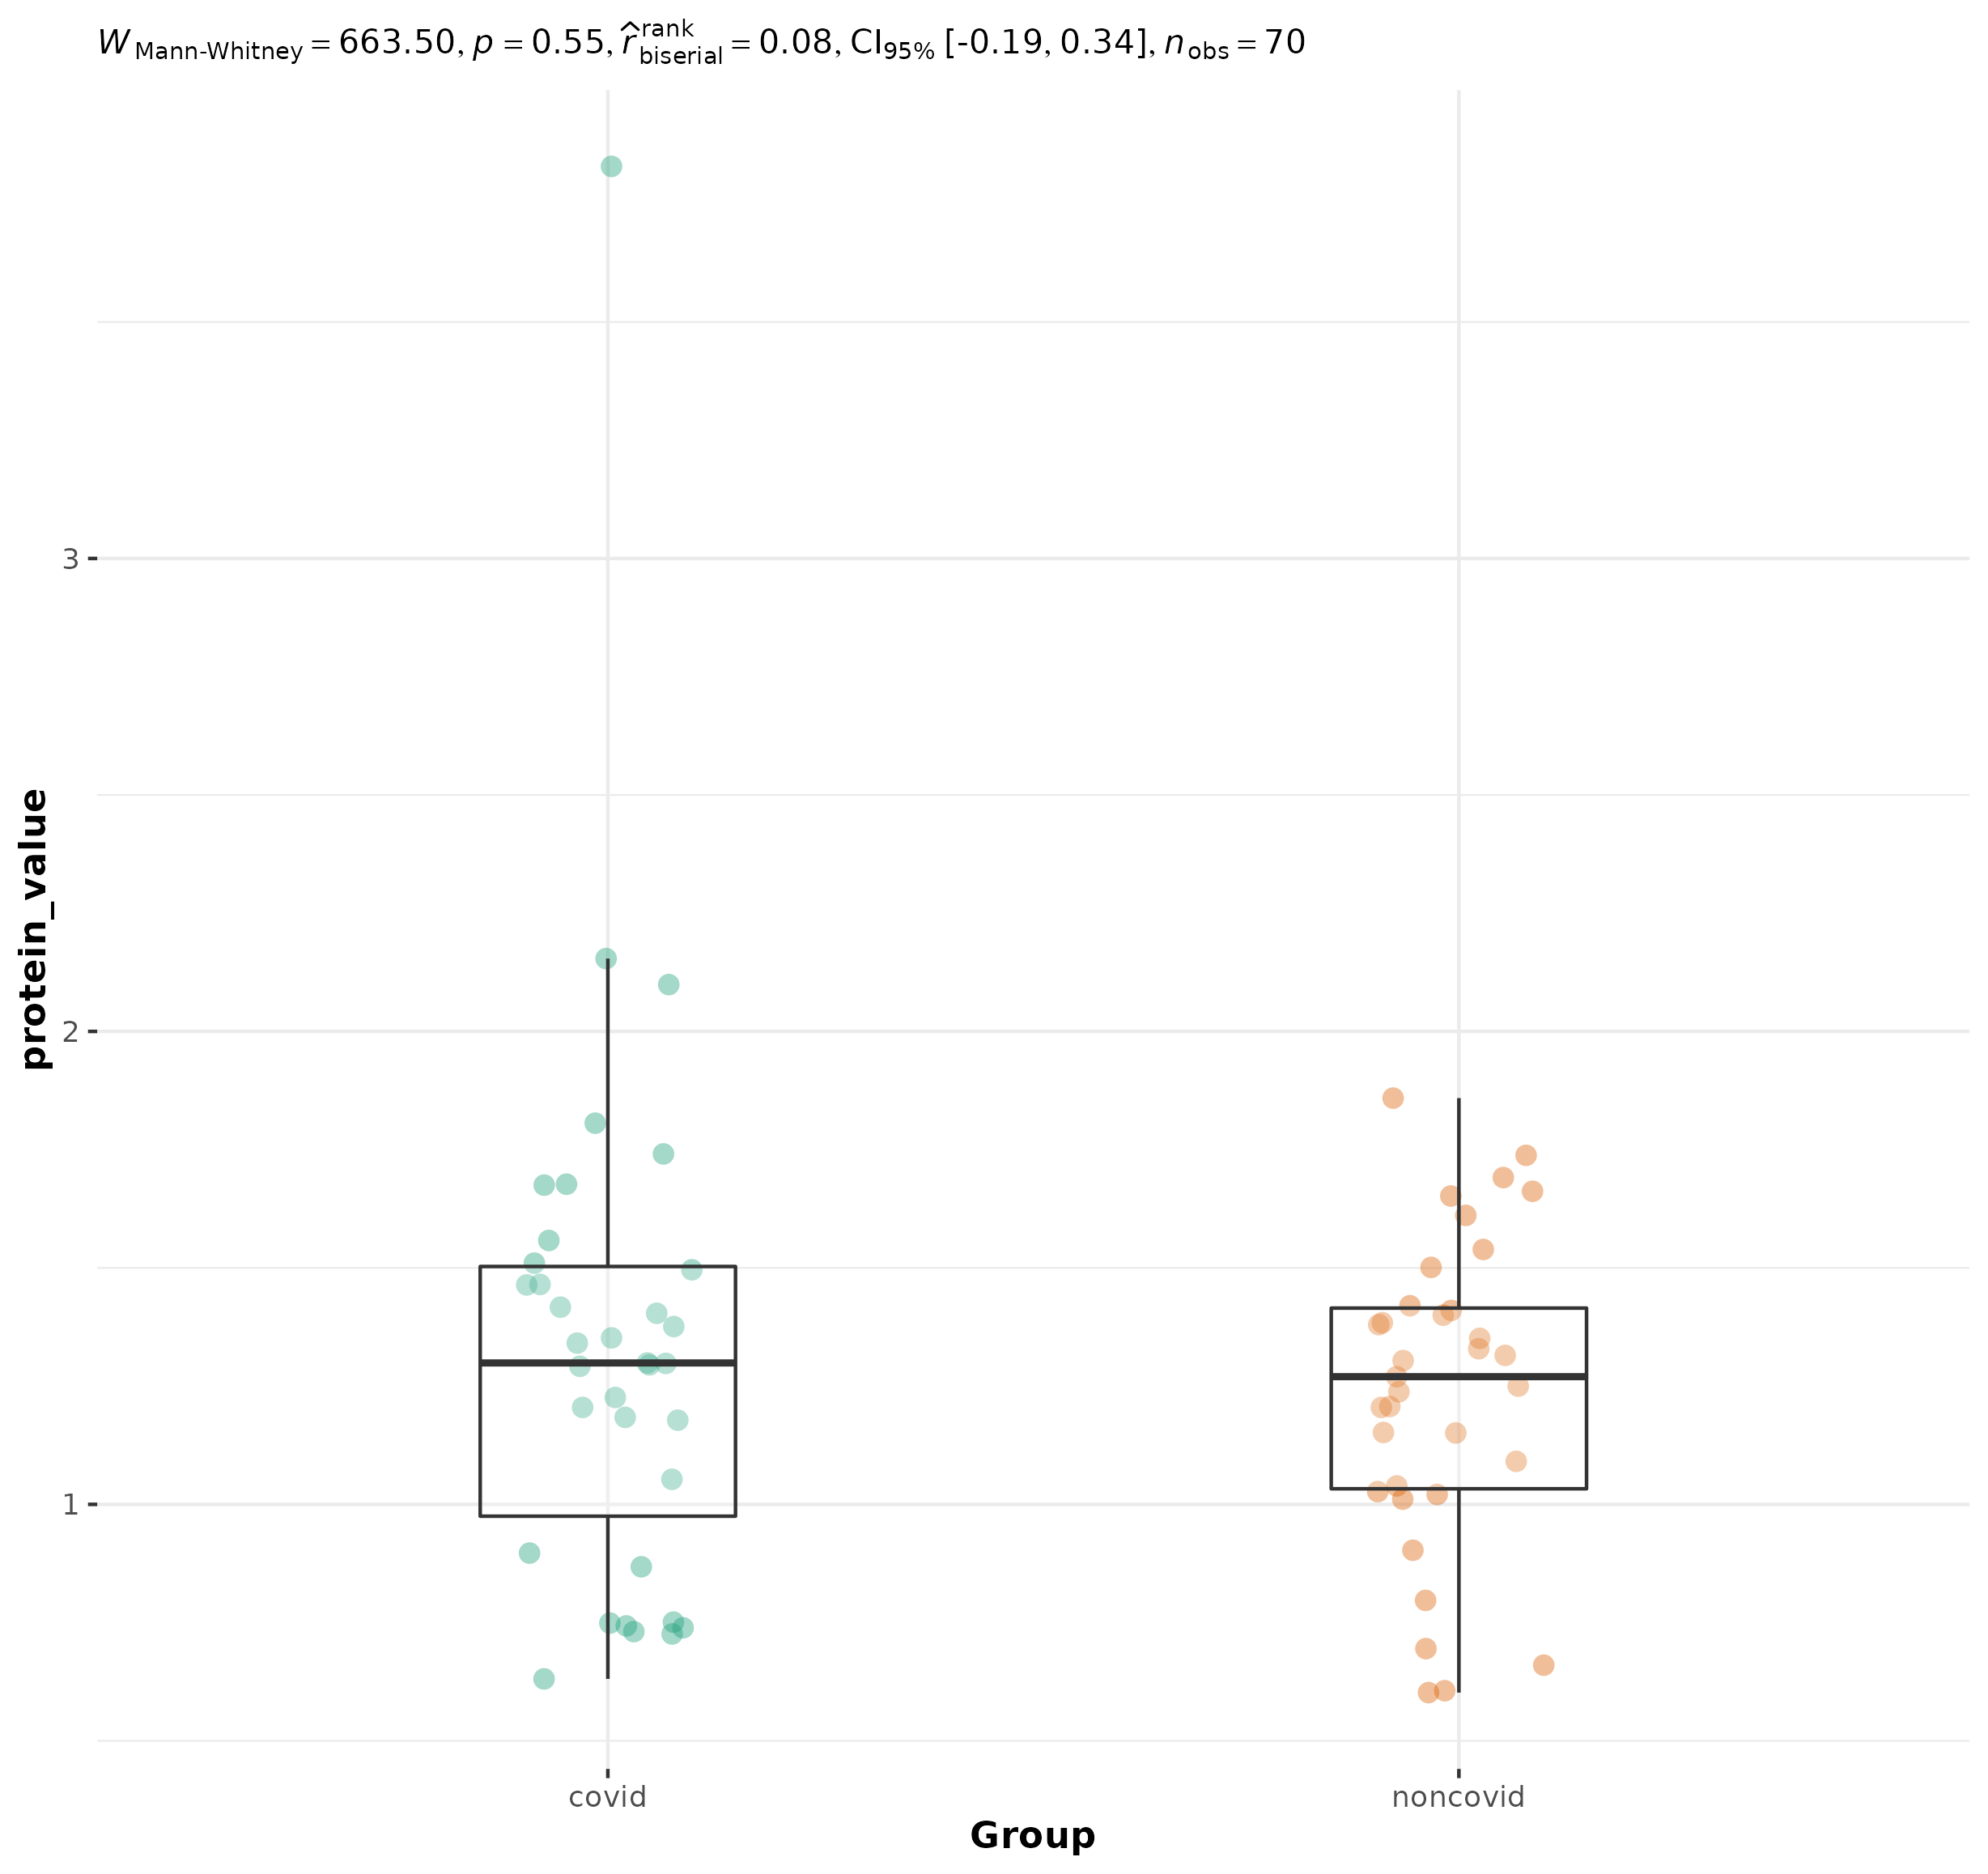 W Mann-Whitney = 663.50, p = 0.55, r̂ rank biserial = 0.08, CI95% [-0.19, 0.34], n obs = 70
protein_value
3
2
1
covid noncovid
Group